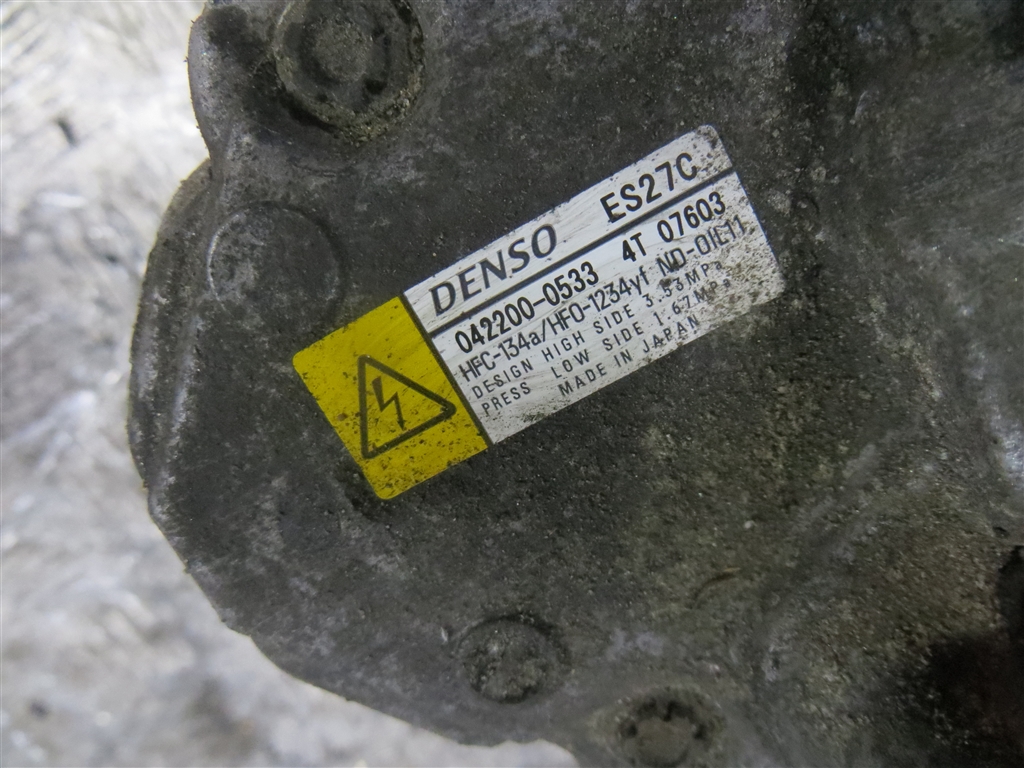 DENSO ES27C
042200-0533 4T 07603
HFC-134a/HFO-1234yf ND-OIL11
DESIGN HIGH SIDE 3.53MPa
PRESS LOW SIDE 1.67MPa
MADE IN JAPAN